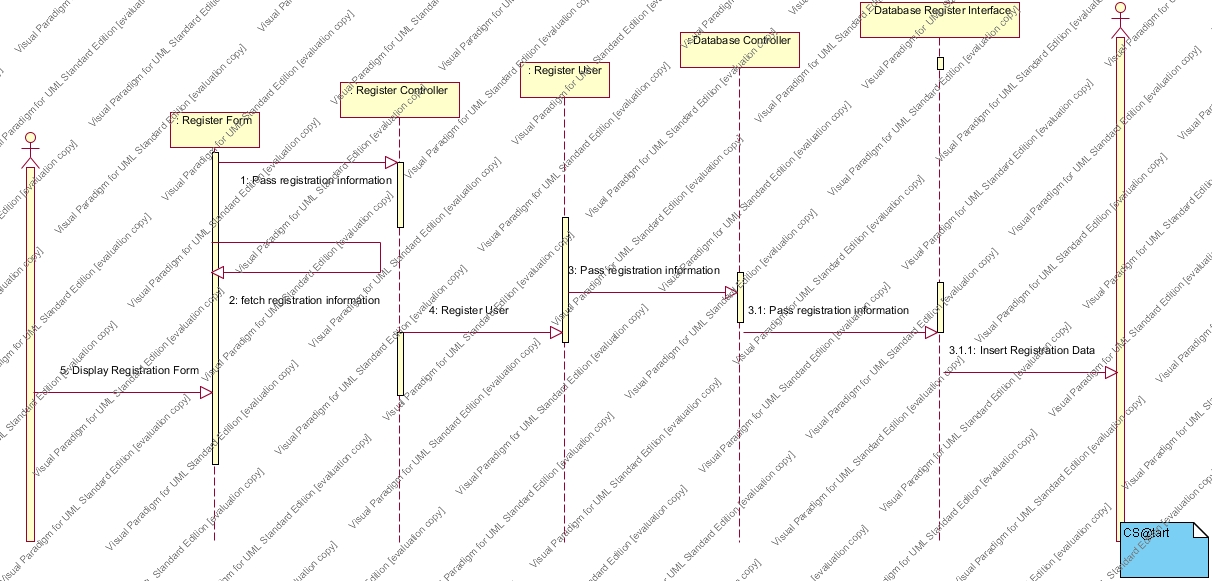 Database Register Interface
: Database Controller
: Register User
: Register Controller
: Register Form
1: Pass registration information
3: Pass registration information
2: fetch registration information
4: Register User
3.1: Pass registration information
3.1.1: Insert Registration Data
5: Display Registration Form
CS@tart
Visual Paradigm for UML Standard Edition [evaluation copy]